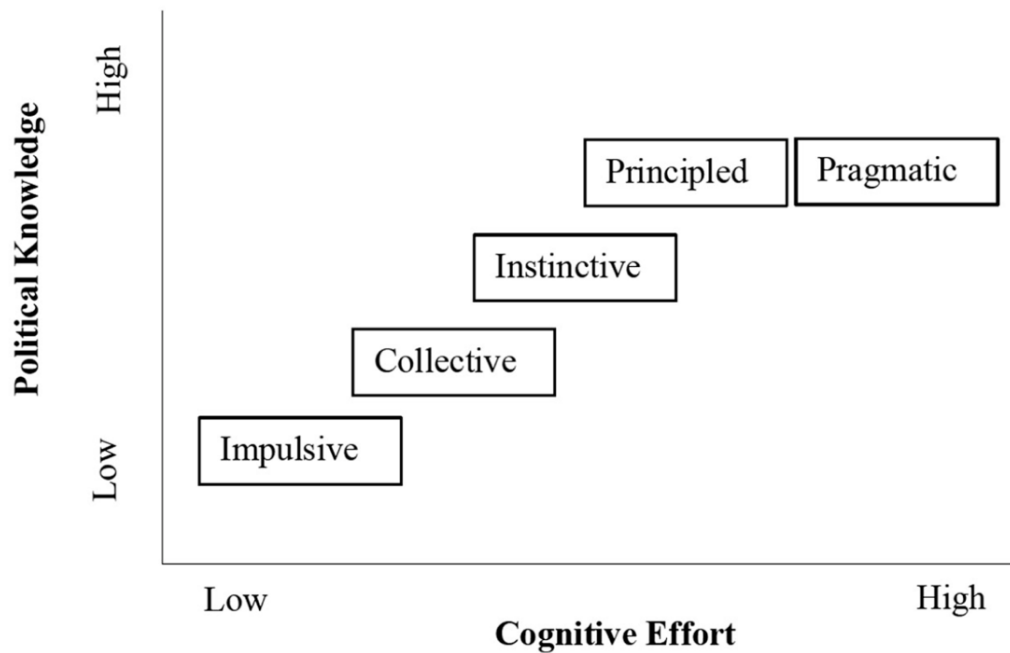 High
Political Knowledge
Low
Principled
Pragmatic
Instinctive
Collective
Impulsive
Low
High
Cognitive Effort